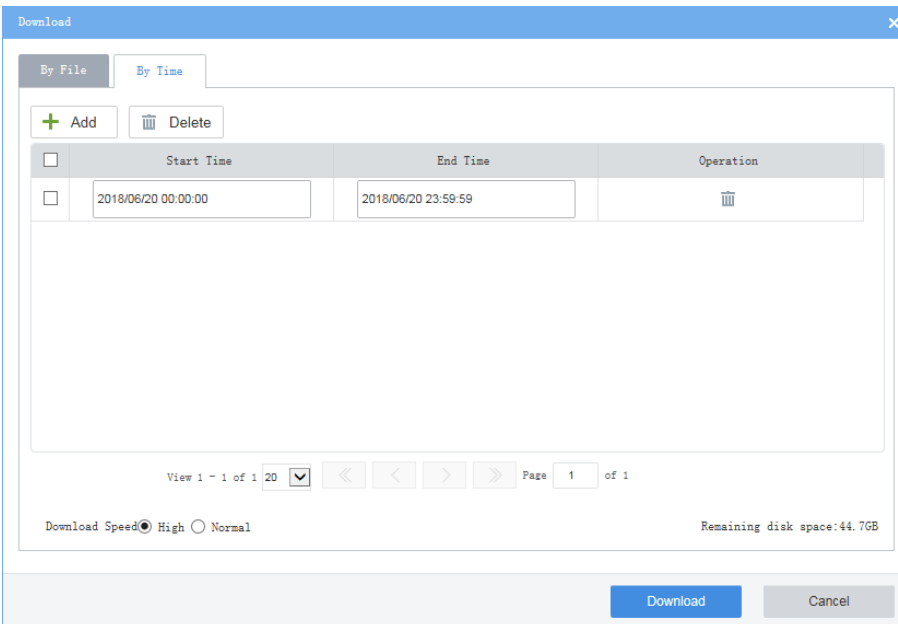 Download
By File By Time
Add Delete
Start Time End Time Operation
2018/06/20 00:00:00 2018/06/20 23:59:59
View 1 - 1 of 1 20 Page 1 of 1
Download Speed High Normal Remaining disk space:44.7GB
Download Cancel